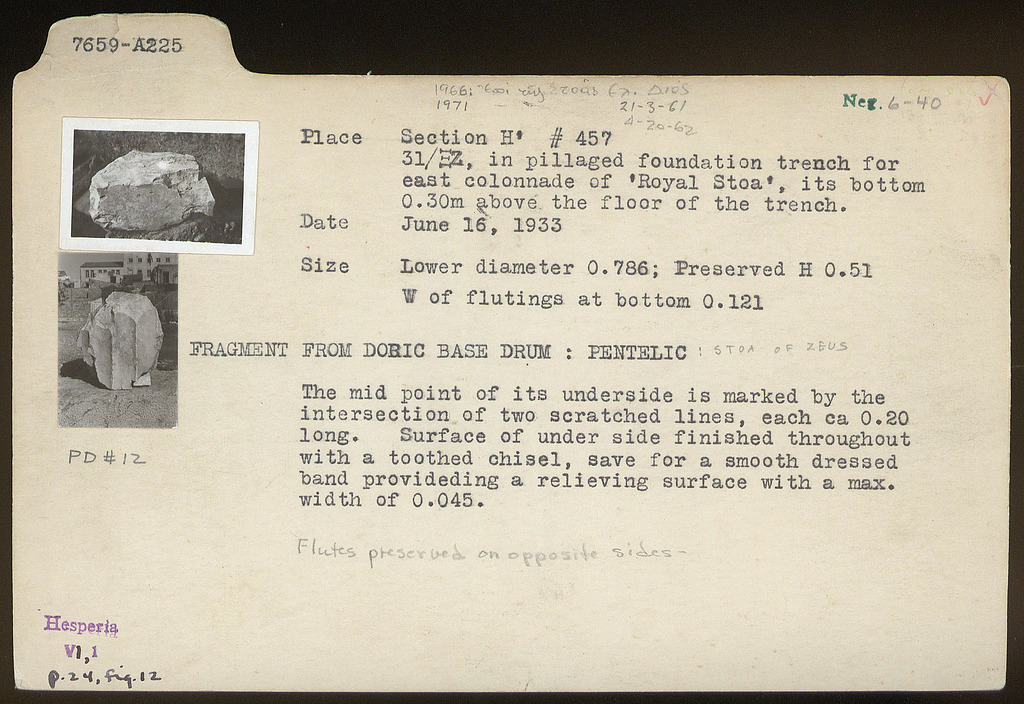 7659-A225
1966: Στοᾶς Ἐλ. Διός
1971
21-3-61
4-20-62
Neg. 6-40
Place Section H' # 457
31/ΞΖ, in pillaged foundation trench for
east colonnade of 'Royal Stoa', its bottom
0.30m above the floor of the trench.
Date June 16, 1933
Size Lower diameter 0.786; Preserved H 0.51
W of flutings at bottom 0.121
FRAGMENT FROM DORIC BASE DRUM : PENTELIC : STOA OF ZEUS
The mid point of its underside is marked by the
intersection of two scratched lines, each ca 0.20
long. Surface of under side finished throughout
with a toothed chisel, save for a smooth dressed
band provideding a relieving surface with a max.
width of 0.045.
PD #12
Flutes preserved on opposite sides-
Hesperia
VI, 1
p.24, fig.12